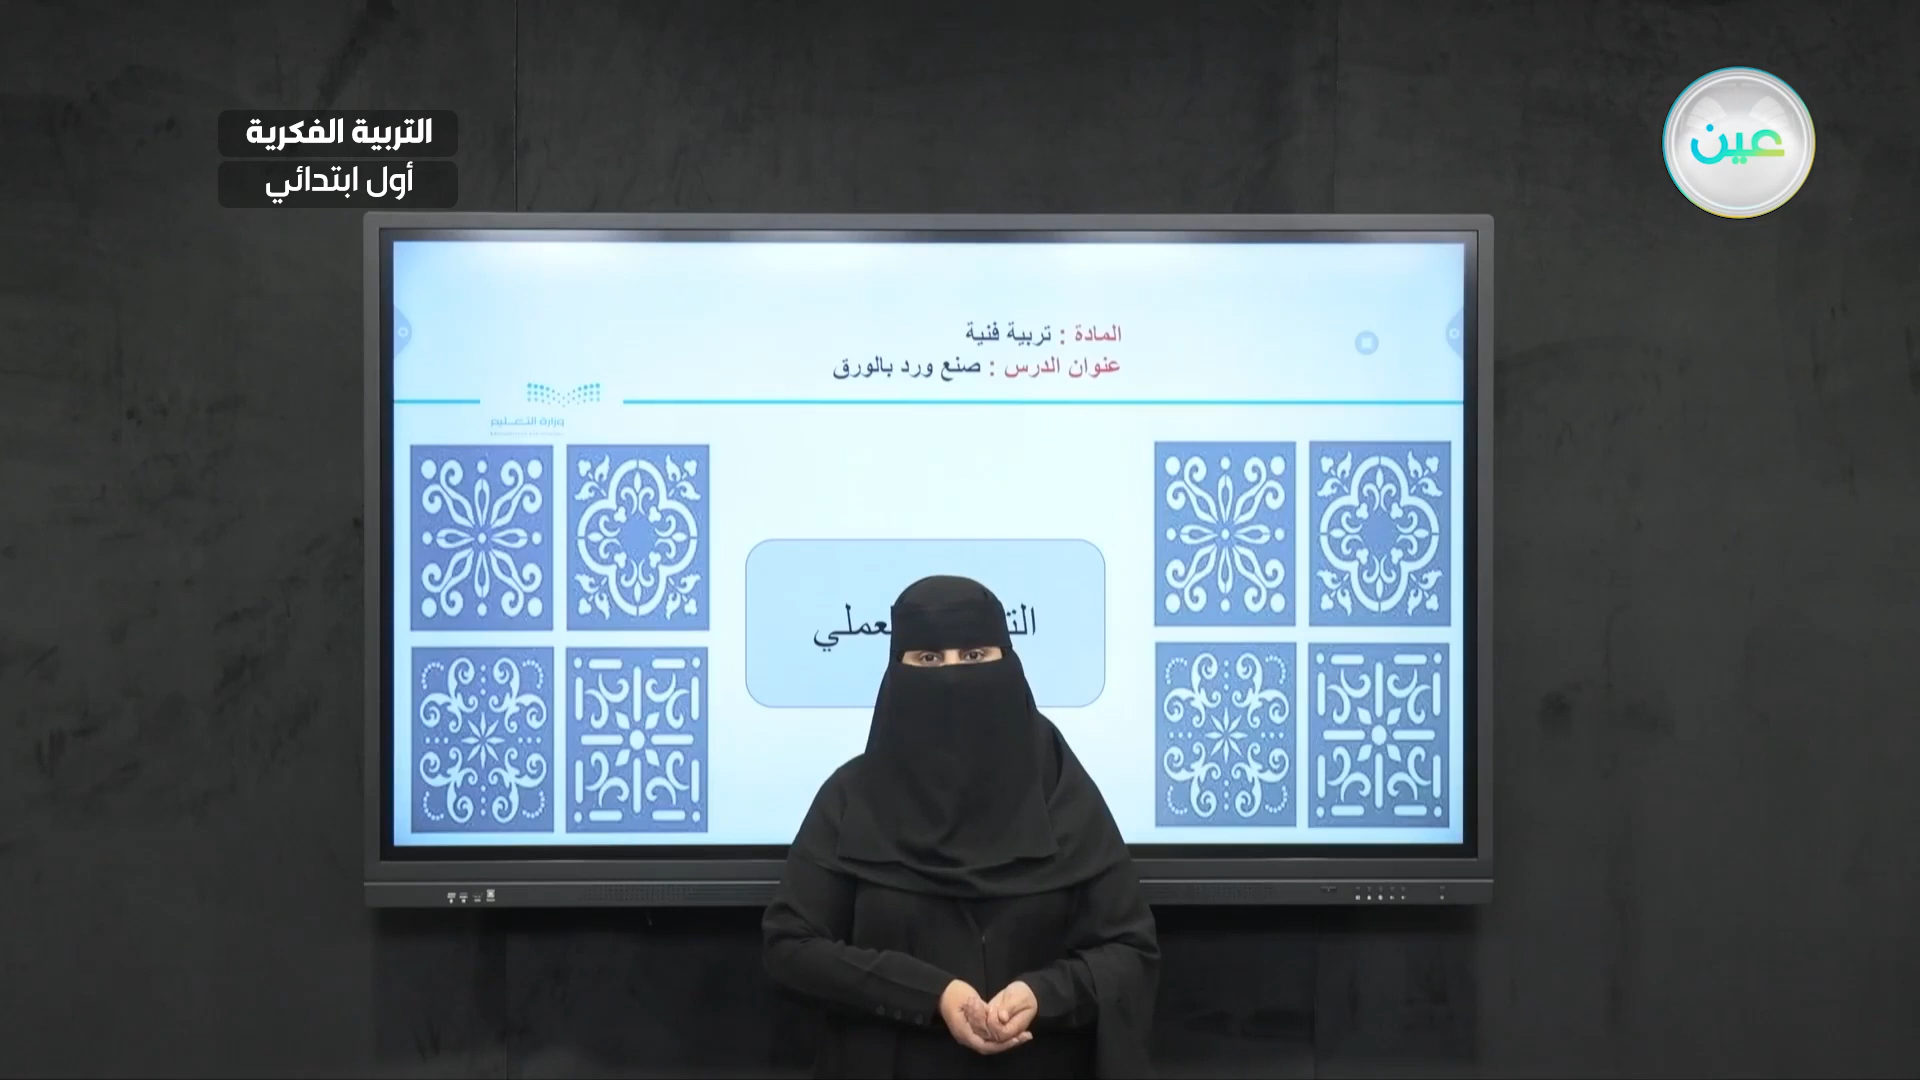 التربية الفكرية
أول ابتدائي
عين
المادة : تربية فنية
عنوان الدرس : صنع ورد بالورق
وزارة التعليم